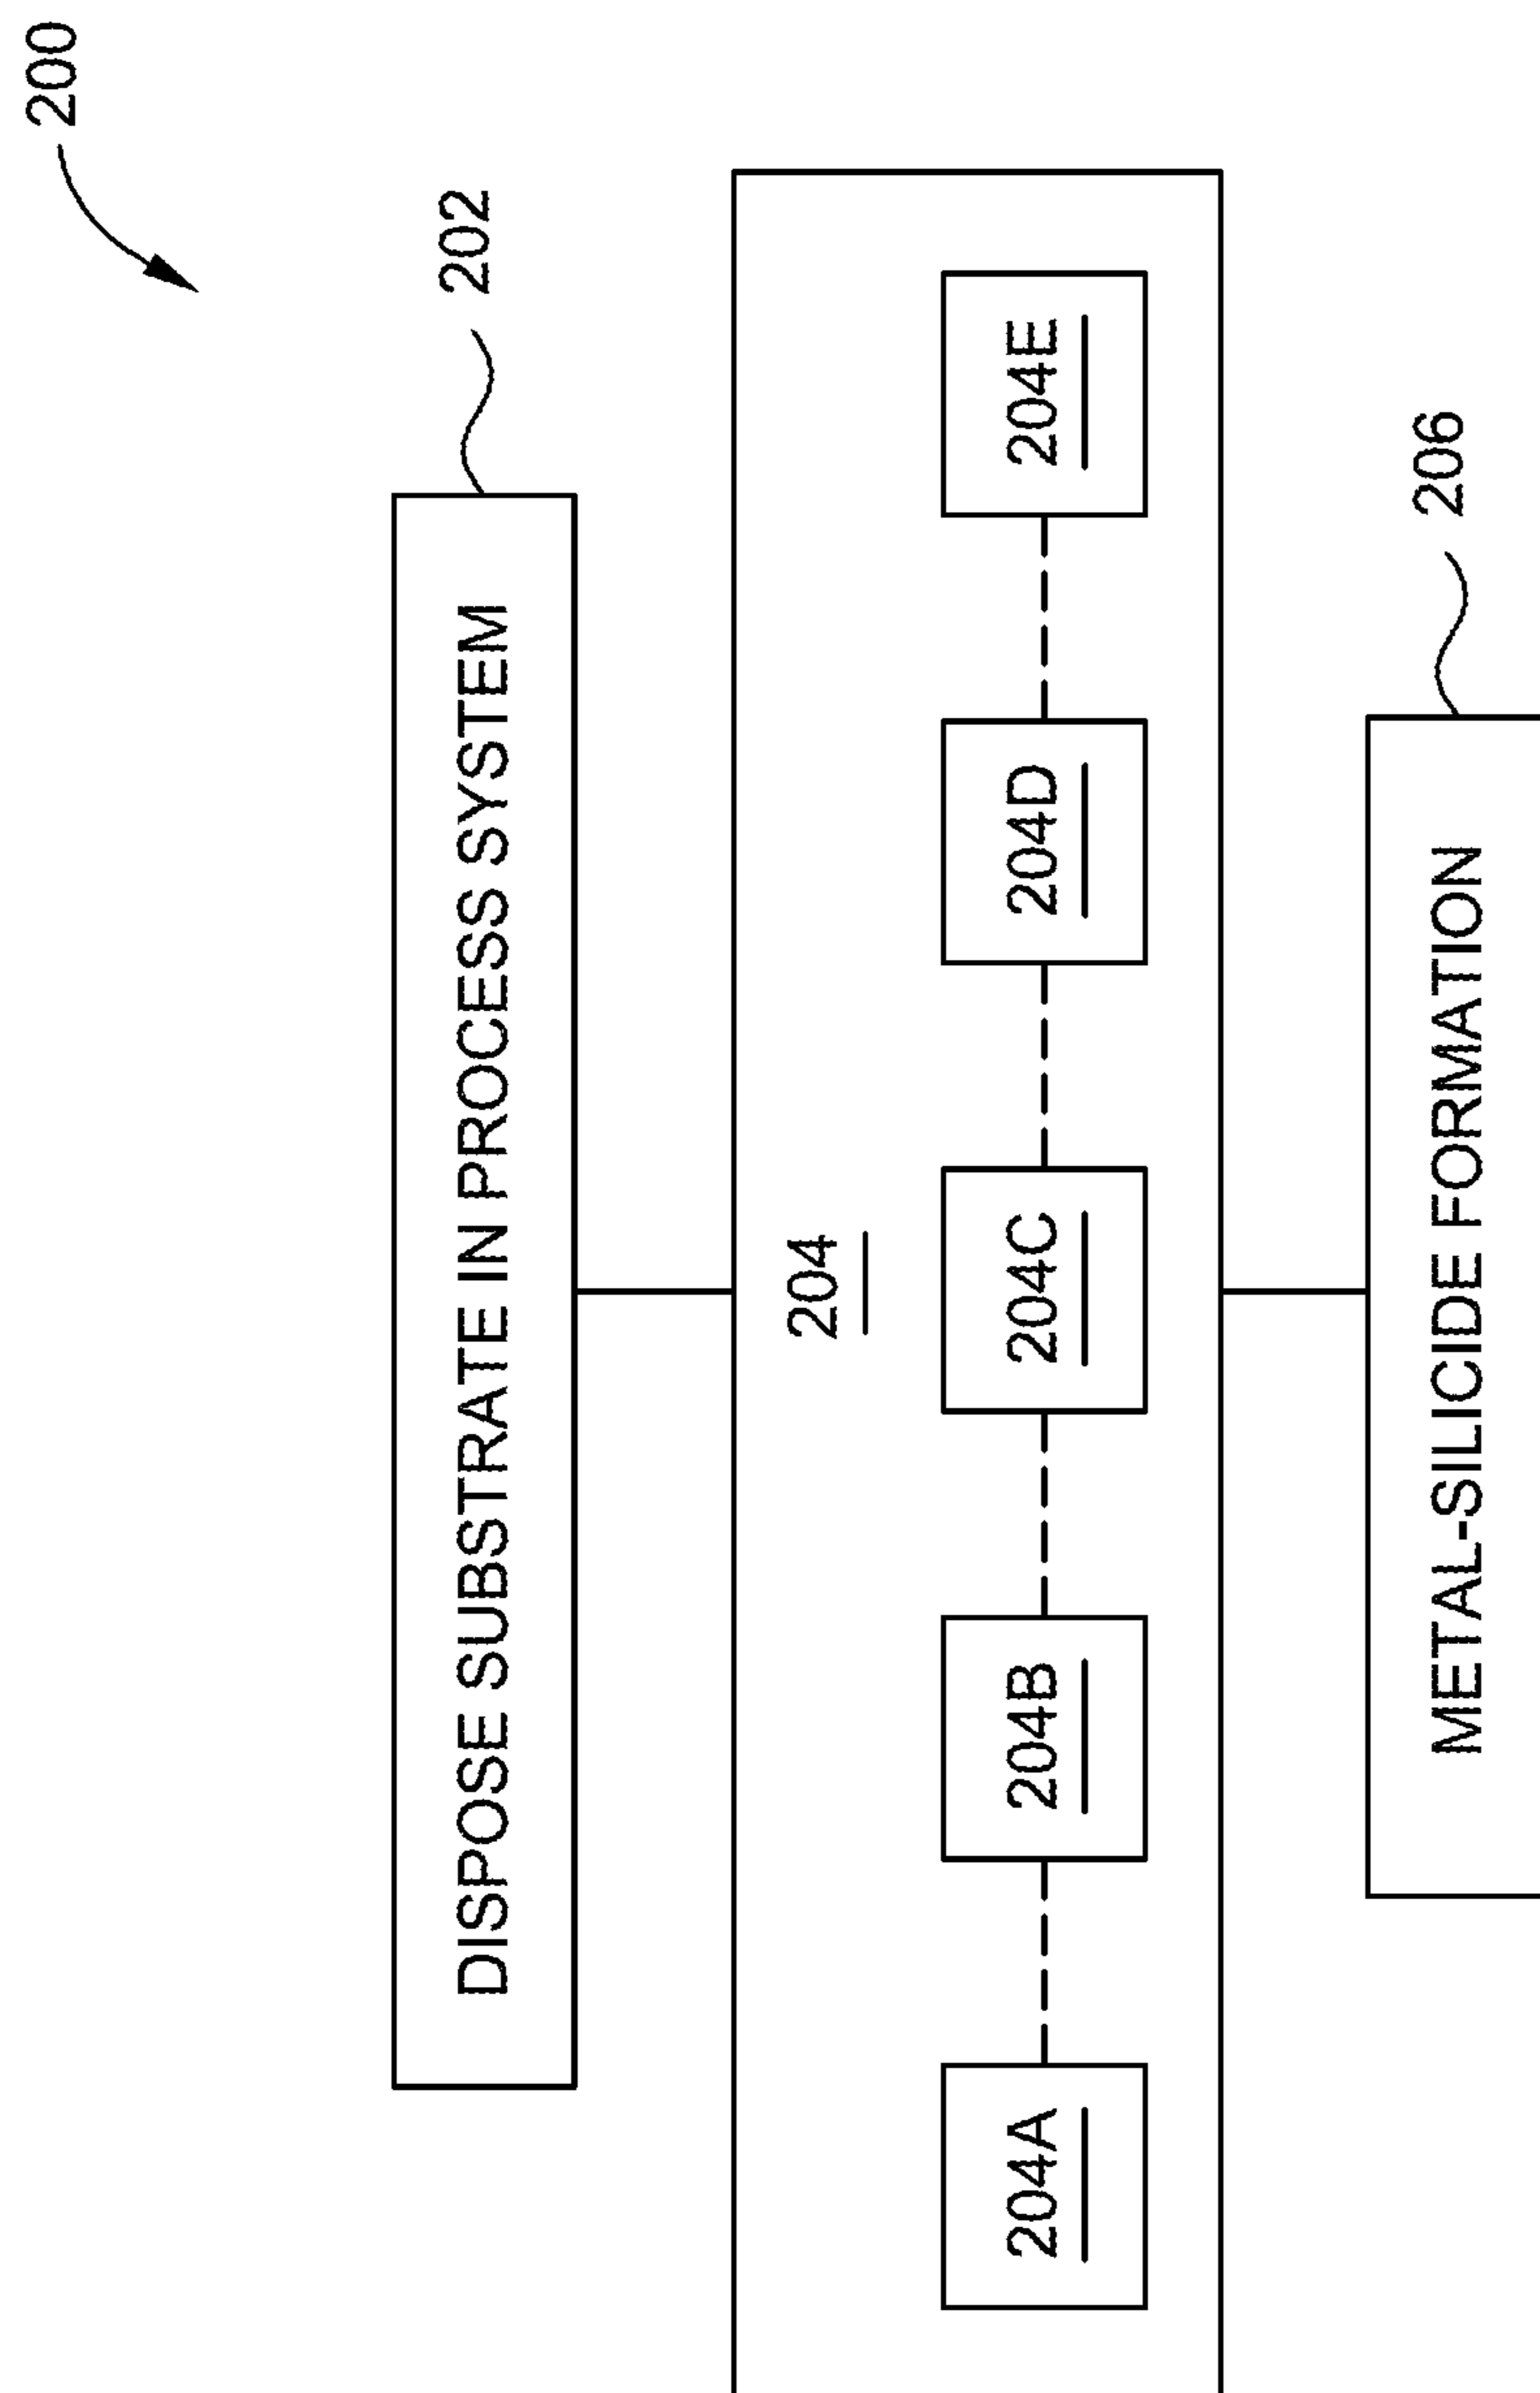 200
DISPOSE SUBSTRATE IN PROCESS SYSTEM
202
204
204A
204B
204C
204D
204E
METAL-SILICIDE FORMATION
206